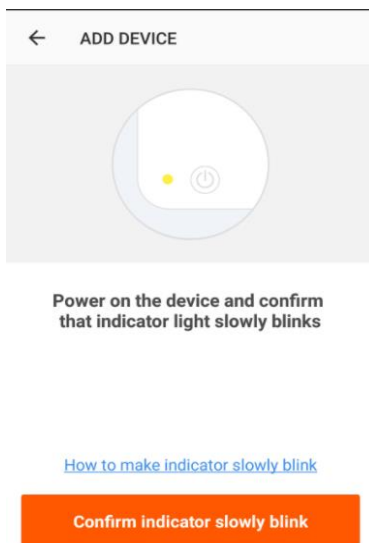 ADD DEVICE
Power on the device and confirm
that indicator light slowly blinks
How to make indicator slowly blink
Confirm indicator slowly blink